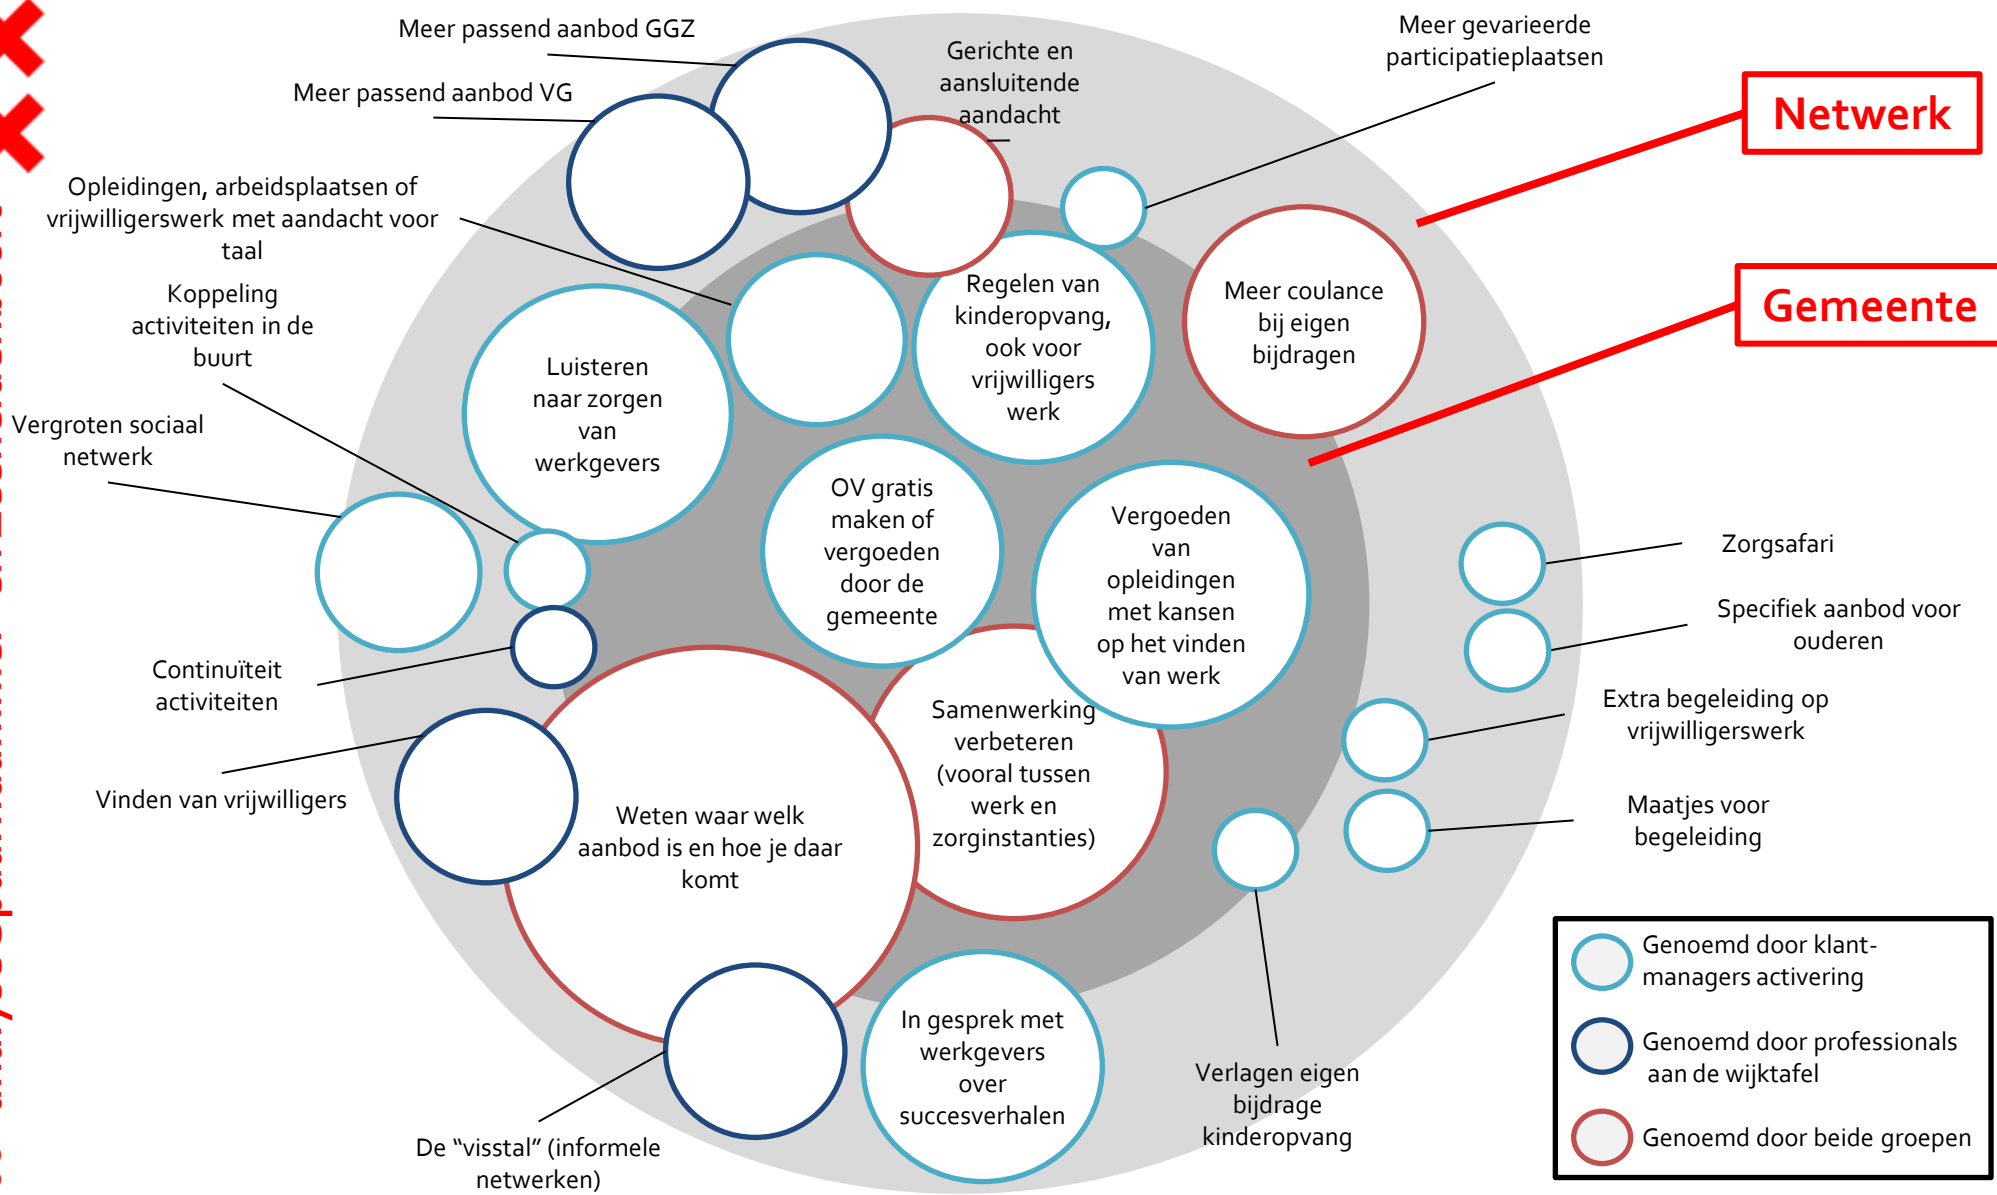 Meer passend aanbod GGZ
Meer passend aanbod VG
Gerichte en
aansluitende
aandacht
Meer gevarieerde
participatieplaatsen
Netwerk
Opleidingen, arbeidsplaatsen of
vrijwilligerswerk met aandacht voor
taal
Koppeling
activiteiten in de
buurt
Vergroten sociaal
netwerk
Gemeente
Regelen van
kinderopvang,
ook voor
vrijwilligers
werk
Meer coulance
bij eigen
bijdragen
Luisteren
naar zorgen
van
werkgevers
OV gratis
maken of
vergoeden
door de
gemeente
Vergoeden
van
opleidingen
met kansen
op het vinden
van werk
Zorgsafari
Specifiek aanbod voor
ouderen
Continuïteit
activiteiten
Extra begeleiding op
vrijwilligerswerk
Samenwerking
verbeteren
(vooral tussen
werk en
zorginstanties)
Vinden van vrijwilligers
Weten waar welk
aanbod is en hoe je daar
komt
Maatjes voor
begeleiding
In gesprek met
werkgevers
over
succesverhalen
Verlagen eigen
bijdrage
kinderopvang
De “visstal” (informele
netwerken)
Genoemd door klant-
managers activering
Genoemd door professionals
aan de wijktafel
Genoemd door beide groepen